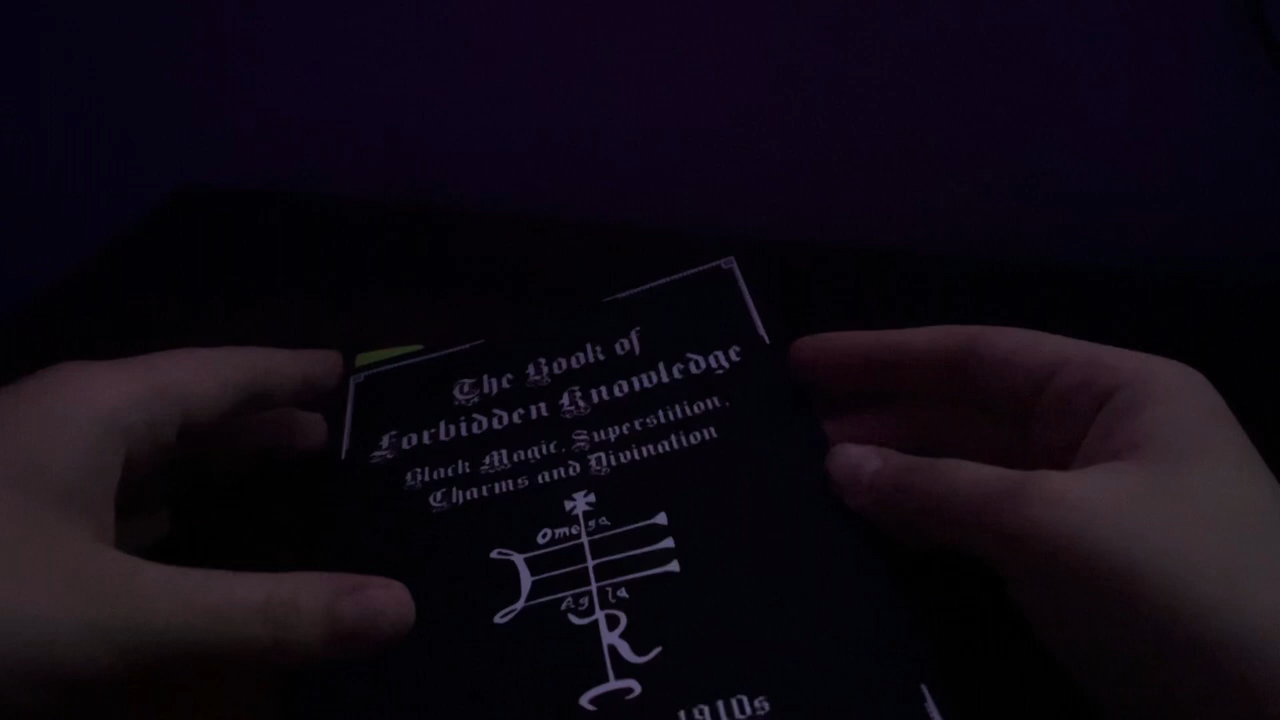 The Book of
Forbidden Knowledge
Black Magic, Superstition,
Charms and Divination
Omega
Agla
R
1910s